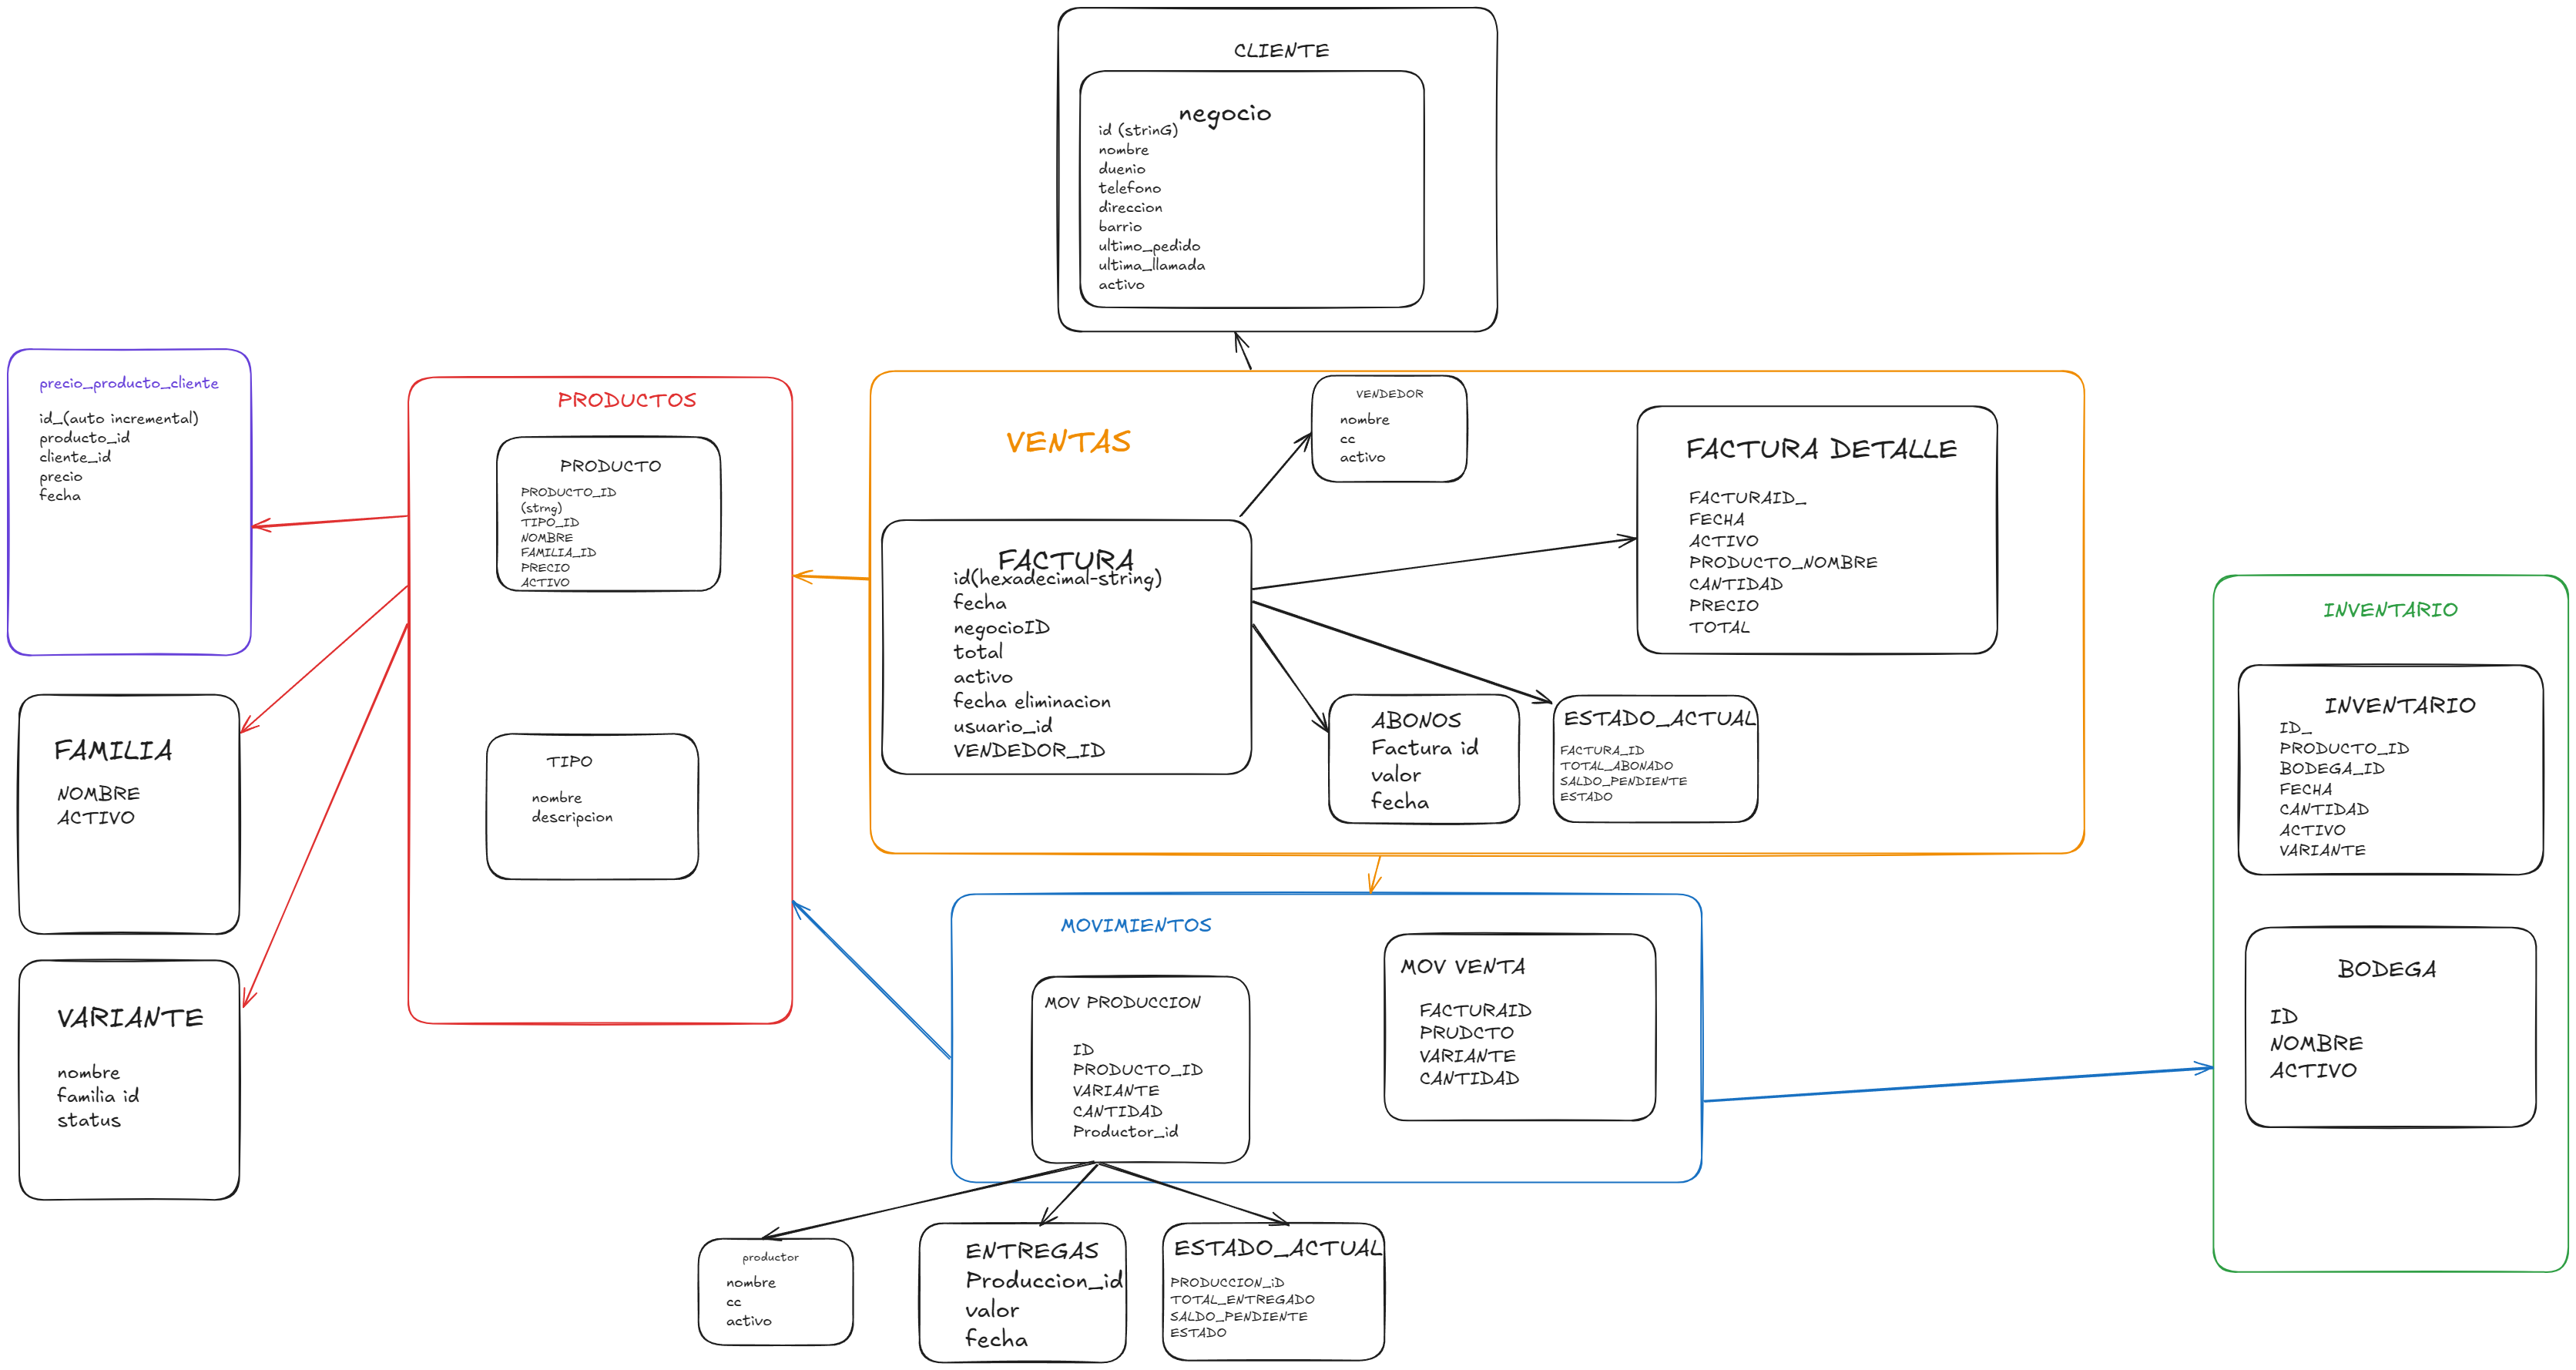 CLIENTE
negocio
id (strinG)
nombre
duenio
telefono
direccion
barrio
ultimo_pedido
ultima_llamada
activo
precio_producto_cliente
id_(auto incremental)
producto_id
cliente_id
precio
fecha
FAMILIA
NOMBRE
ACTIVO
VARIANTE
nombre
familia id
status
PRODUCTOS
PRODUCTO
PRODUCTO_ID
(strng)
TIPO_ID
NOMBRE
FAMILIA_ID
PRECIO
ACTIVO
TIPO
nombre
descripcion
VENTAS
VENDEDOR
nombre
cc
activo
FACTURA
id(hexadecimal-string)
fecha
negocioID
total
activo
fecha eliminacion
usuario_id
VENDEDOR_ID
FACTURA DETALLE
FACTURAID_
FECHA
ACTIVO
PRODUCTO_NOMBRE
CANTIDAD
PRECIO
TOTAL
ABONOS
Factura id
valor
fecha
ESTADO_ACTUAL
FACTURA_ID
TOTAL_ABONADO
SALDO_PENDIENTE
ESTADO
MOVIMIENTOS
MOV PRODUCCION
ID
PRODUCTO_ID
VARIANTE
CANTIDAD
Productor_id
MOV VENTA
FACTURAID
PRUDCTO
VARIANTE
CANTIDAD
productor
nombre
cc
activo
ENTREGAS
Produccion_id
valor
fecha
ESTADO_ACTUAL
PRODUCCION_iD
TOTAL_ENTREGADO
SALDO_PENDIENTE
ESTADO
INVENTARIO
INVENTARIO
ID_
PRODUCTO_ID
BODEGA_ID
FECHA
CANTIDAD
ACTIVO
VARIANTE
BODEGA
ID
NOMBRE
ACTIVO